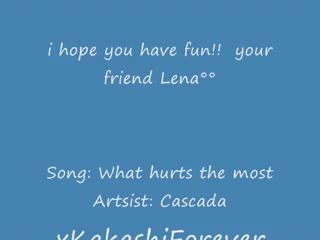 i hope you have fun!! your
friend Lena°°
Song: What hurts the most
Artsist: Cascada
xKakashiForever